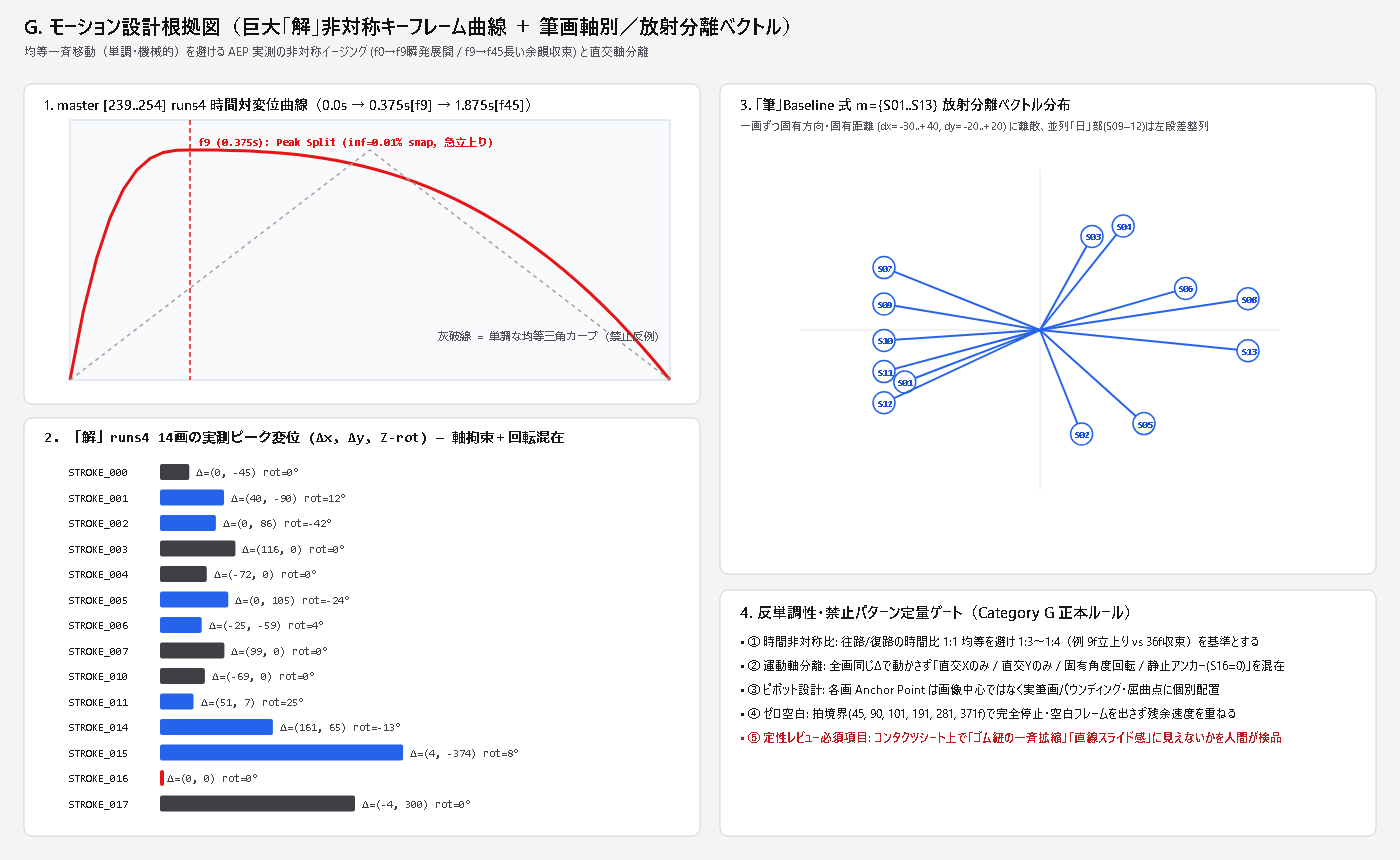 G. モーション設計根拠図（巨大「解」非対称キーフレーム曲線 ＋ 筆画軸別／放射分離ベクトル）
均等一斉移動（単調・機械的）を避ける AEP 実測の非対称イージング (f0→f9瞬発展開 / f9→f45長い余韻収束) と直交軸分離
1. master [239..254] runs4 時間対変位曲線（0.0s → 0.375s[f9] → 1.875s[f45]）
f9 (0.375s): Peak Split (inf=0.01% snap, 急立上り)
灰破線 = 単調な均等三角カーブ（禁止反例）
2. 「解」runs4 14画の実測ピーク変位 (Δx, Δy, Z-rot) — 軸拘束＋回転混在
STROKE_000 Δ=(0, -45) rot=0°
STROKE_001 Δ=(40, -90) rot=12°
STROKE_002 Δ=(0, 86) rot=-42°
STROKE_003 Δ=(116, 0) rot=0°
STROKE_004 Δ=(-72, 0) rot=0°
STROKE_005 Δ=(0, 105) rot=-24°
STROKE_006 Δ=(-25, -59) rot=4°
STROKE_007 Δ=(99, 0) rot=0°
STROKE_010 Δ=(-69, 0) rot=0°
STROKE_011 Δ=(51, 7) rot=25°
STROKE_014 Δ=(161, 65) rot=-13°
STROKE_015 Δ=(4, -374) rot=8°
STROKE_016 Δ=(0, 0) rot=0°
STROKE_017 Δ=(-4, 300) rot=0°
3. 「筆」Baseline 式 m={S01..S13} 放射分離ベクトル分布
一画ずつ固有方向・固有距離 (dx=-30..+40, dy=-20..+20) に離散、並列「日」部(S09–12)は左段差整列
S04
S03
S07
S06
S08
S09
S10
S13
S11
S01
S12
S05
S02
4. 反単調性・禁止パターン定量ゲート（Category G 正本ルール）
• ① 時間非対称比: 往路/復路の時間比 1:1 均等を避け 1:3〜1:4（例 9f立上り vs 36f収束）を基準とする
• ② 運動軸分離: 全画同じΔで動かさず「直交Xのみ / 直交Yのみ / 固有角度回転 / 静止アンカー(S16=0)」を混在
• ③ ピボット設計: 各画 Anchor Point は画像中心ではなく実筆画バウンディング・屈曲点に個別配置
• ④ ゼロ空白: 拍境界(45, 90, 101, 191, 281, 371f)で完全停止・空白フレームを出さず残余速度を重ねる
• ⑤ 定性レビュー必須項目: コンタクトシート上で「ゴム紐の一斉拡縮」「直線スライド感」に見えないかを人間が検品